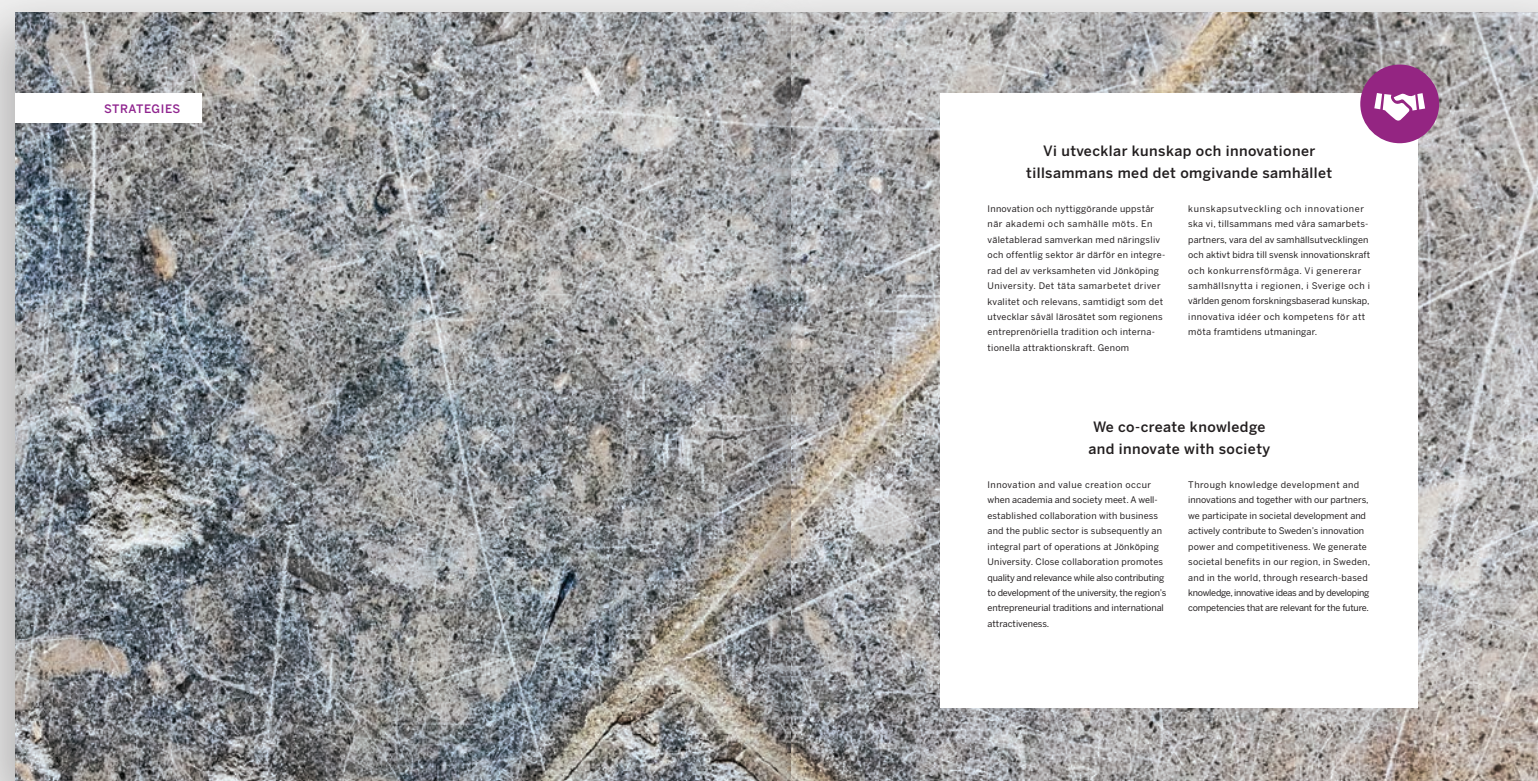 STRATEGIES
Vi utvecklar kunskap och innovationer
tillsammans med det omgivande samhället
Innovation och nyttiggörande uppstår
när akademi och samhälle möts. En
väletablerad samverkan med näringsliv
och offentlig sektor är därför en integre-
rad del av verksamheten vid Jönköping
University. Det täta samarbetet driver
kvalitet och relevans, samtidigt som det
utvecklar såväl lärosätet som regionens
entreprenöriella tradition och interna-
tionella attraktionskraft. Genom
kunskapsutveckling och innovationer
ska vi, tillsammans med våra samarbets-
partners, vara del av samhällsutvecklingen
och aktivt bidra till svensk innovationskraft
och konkurrensförmåga. Vi genererar
samhällsnytta i regionen, i Sverige och i
världen genom forskningsbaserad kunskap,
innovativa idéer och kompetens för att
möta framtidens utmaningar.
We co-create knowledge
and innovate with society
Innovation and value creation occur
when academia and society meet. A well-
established collaboration with business
and the public sector is subsequently an
integral part of operations at Jönköping
University. Close collaboration promotes
quality and relevance while also contributing
to development of the university, the region's
entrepreneurial traditions and international
attractiveness.
Through knowledge development and
innovations and together with our partners,
we participate in societal development and
actively contribute to Sweden's innovation
power and competitiveness. We generate
societal benefits in our region, in Sweden,
and in the world, through research-based
knowledge, innovative ideas and by developing
competencies that are relevant for the future.